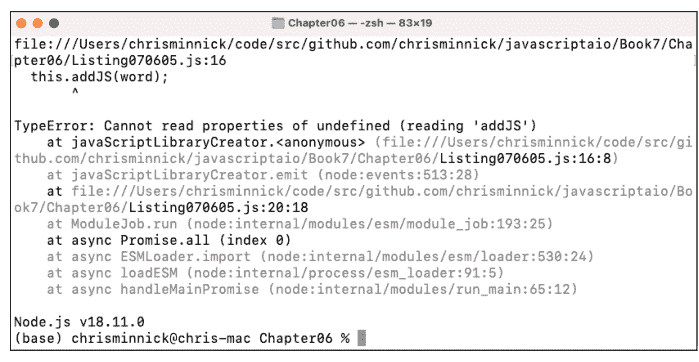 Chapter06 — -zsh — 83×19
file:///Users/chrisminnick/code/src/github.com/chrisminnick/javascriptaio/Book7/Cha
pter06/Listing070605.js:16
  this.addJS(word);
       ^

TypeError: Cannot read properties of undefined (reading 'addJS')
    at javaScriptLibraryCreator.<anonymous> (file:///Users/chrisminnick/code/src/gi
thub.com/chrisminnick/javascriptaio/Book7/Chapter06/Listing070605.js:16:8)
    at javaScriptLibraryCreator.emit (node:events:513:28)
    at file:///Users/chrisminnick/code/src/github.com/chrisminnick/javascriptaio/Bo
ok7/Chapter06/Listing070605.js:20:18
    at ModuleJob.run (node:internal/modules/esm/module_job:193:25)
    at async Promise.all (index 0)
    at async ESMLoader.import (node:internal/modules/esm/loader:530:24)
    at async loadESM (node:internal/process/esm_loader:91:5)
    at async handleMainPromise (node:internal/modules/run_main:65:12)

Node.js v18.11.0
(base) chrisminnick@chris-mac Chapter06 %